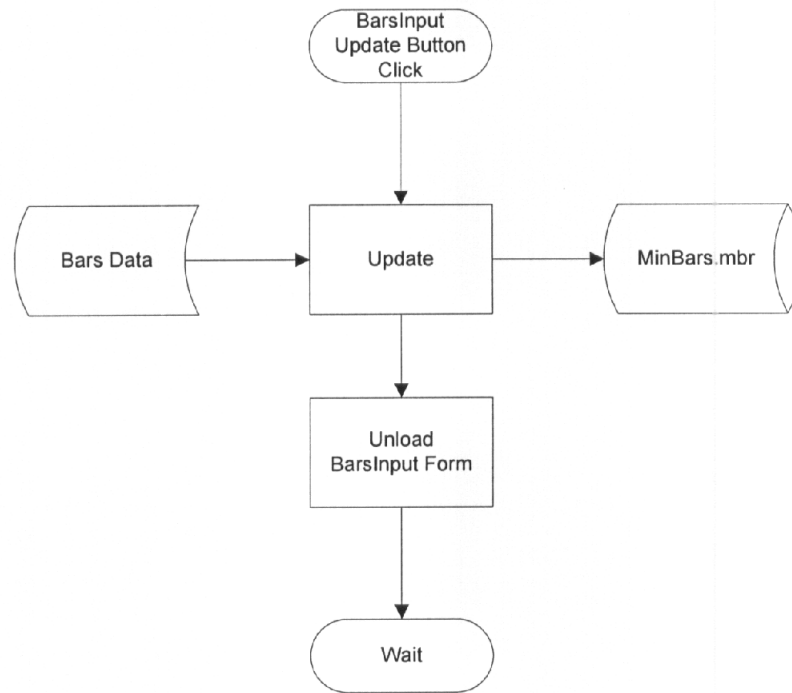 BarsInput
Update Button
Click
Bars Data
Update
MinBars.mbr
Unload
BarsInput Form
Wait